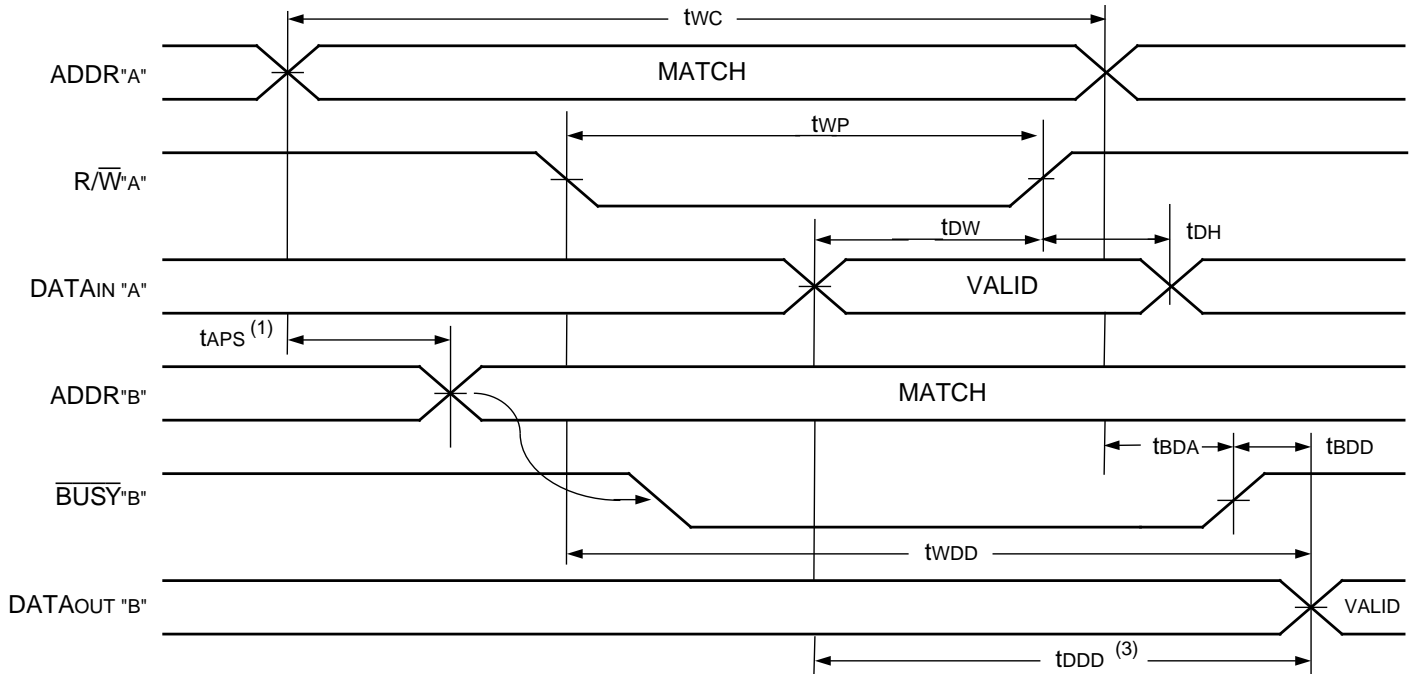 tWC
ADDR"A" MATCH
tWP
R/W̅"A"
tDW tDH
DATAIN "A" VALID
tAPS (1)
ADDR"B" MATCH
tBDA tBDD
B̅U̅S̅Y̅"B"
tWDD
DATAOUT "B" VALID
tDDD (3)